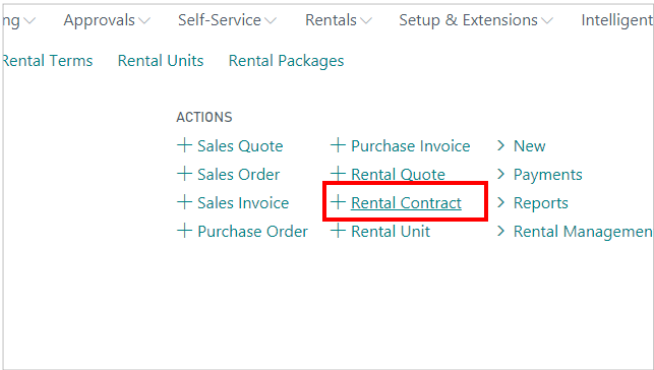 ng Approvals Self-Service Rentals Setup & Extensions Intelligent
Rental Terms Rental Units Rental Packages
ACTIONS
+ Sales Quote + Purchase Invoice > New
+ Sales Order + Rental Quote > Payments
+ Sales Invoice + Rental Contract > Reports
+ Purchase Order + Rental Unit > Rental Managemen